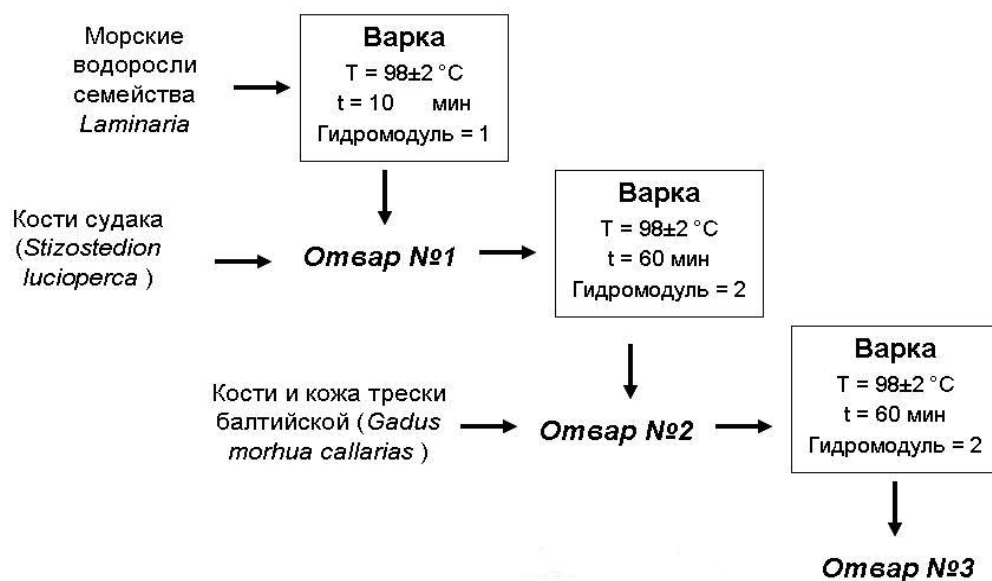 Морские
водоросли
семейства
Laminaria
Варка
T = 98±2 °C
t = 10 мин
Гидромодуль = 1
Кости судака
(Stizostedion
lucioperca )
Отвар №1
Варка
T = 98±2 °C
t = 60 мин
Гидромодуль = 2
Кости и кожа трески
балтийской (Gadus
morhua callarias )
Отвар №2
Варка
T = 98±2 °C
t = 60 мин
Гидромодуль = 2
Отвар №3